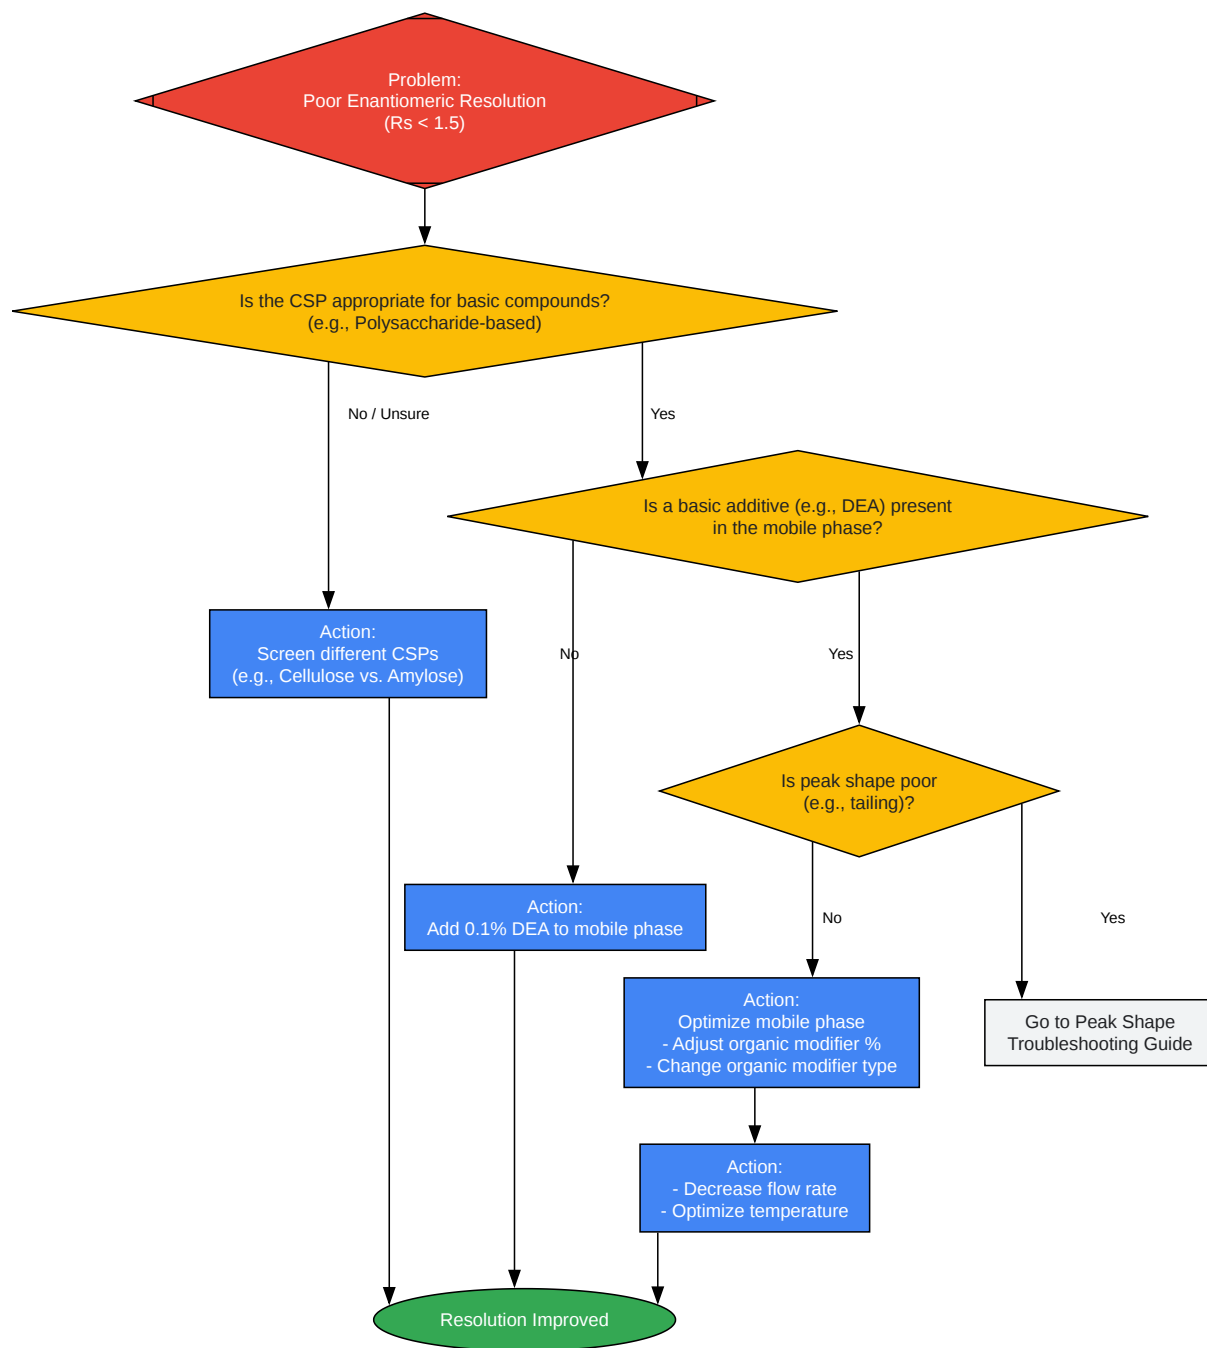 Problem:
Poor Enantiomeric Resolution
(Rs < 1.5)
Is the CSP appropriate for basic compounds?
(e.g., Polysaccharide-based)
No / Unsure
Yes
Is a basic additive (e.g., DEA) present
in the mobile phase?
Action:
Screen different CSPs
(e.g., Cellulose vs. Amylose)
No
Yes
Is peak shape poor
(e.g., tailing)?
Action:
Add 0.1% DEA to mobile phase
No
Yes
Action:
Optimize mobile phase
- Adjust organic modifier %
- Change organic modifier type
Go to Peak Shape
Troubleshooting Guide
Action:
- Decrease flow rate
- Optimize temperature
Resolution Improved